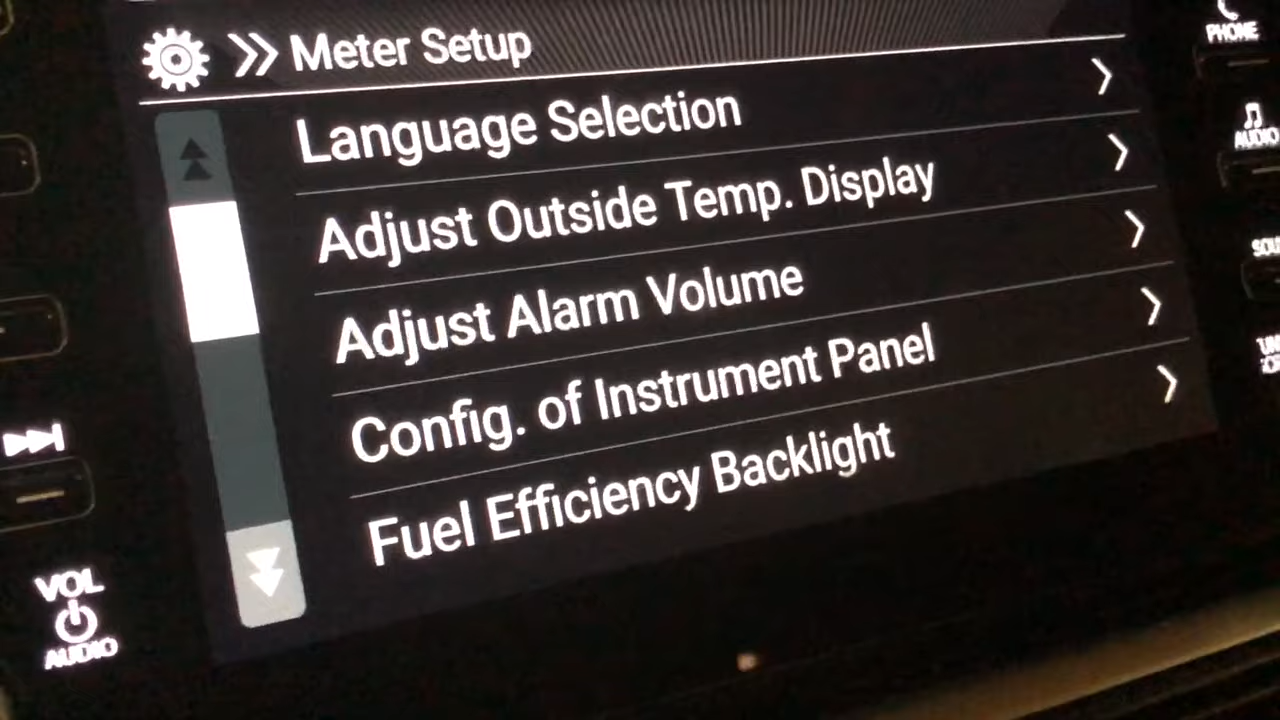 Meter Setup
Language Selection
Adjust Outside Temp. Display
Adjust Alarm Volume
Config. of Instrument Panel
Fuel Efficiency Backlight
VOL
AUDIO
PHONE
AUDIO